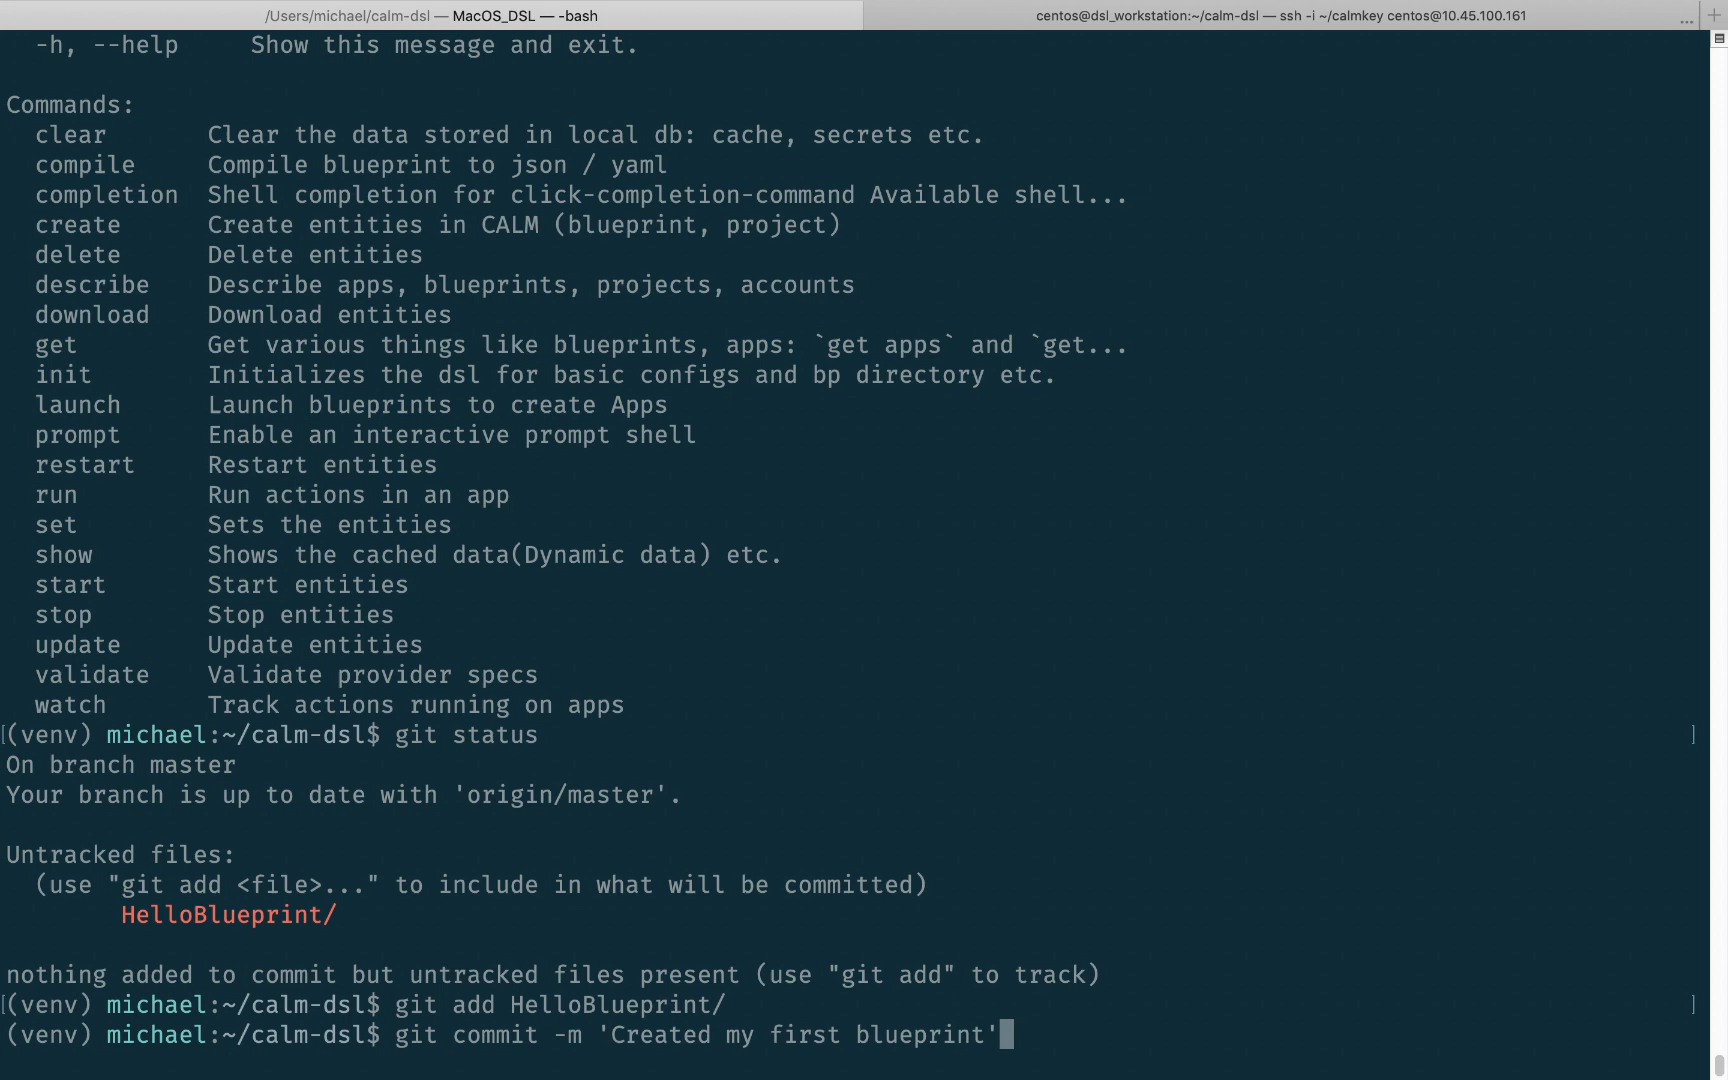 /Users/michael/calm-dsl — MacOS_DSL — -bash
centos@dsl_workstation:~/calm-dsl — ssh -i ~/calmkey centos@10.45.100.161 ... +
-h, --help     Show this message and exit.
Commands:
clear       Clear the data stored in local db: cache, secrets etc.
compile     Compile blueprint to json / yaml
completion  Shell completion for click-completion-command Available shell...
create      Create entities in CALM (blueprint, project)
delete      Delete entities
describe    Describe apps, blueprints, projects, accounts
download    Download entities
get         Get various things like blueprints, apps: `get apps` and `get...
init        Initializes the dsl for basic configs and bp directory etc.
launch      Launch blueprints to create Apps
prompt      Enable an interactive prompt shell
restart     Restart entities
run         Run actions in an app
set         Sets the entities
show        Shows the cached data(Dynamic data) etc.
start       Start entities
stop        Stop entities
update      Update entities
validate    Validate provider specs
watch       Track actions running on apps
[(venv) michael:~/calm-dsl$ git status ]
On branch master
Your branch is up to date with 'origin/master'.
Untracked files:
(use "git add <file>..." to include in what will be committed)
HelloBlueprint/
nothing added to commit but untracked files present (use "git add" to track)
[(venv) michael:~/calm-dsl$ git add HelloBlueprint/ ]
(venv) michael:~/calm-dsl$ git commit -m 'Created my first blueprint'